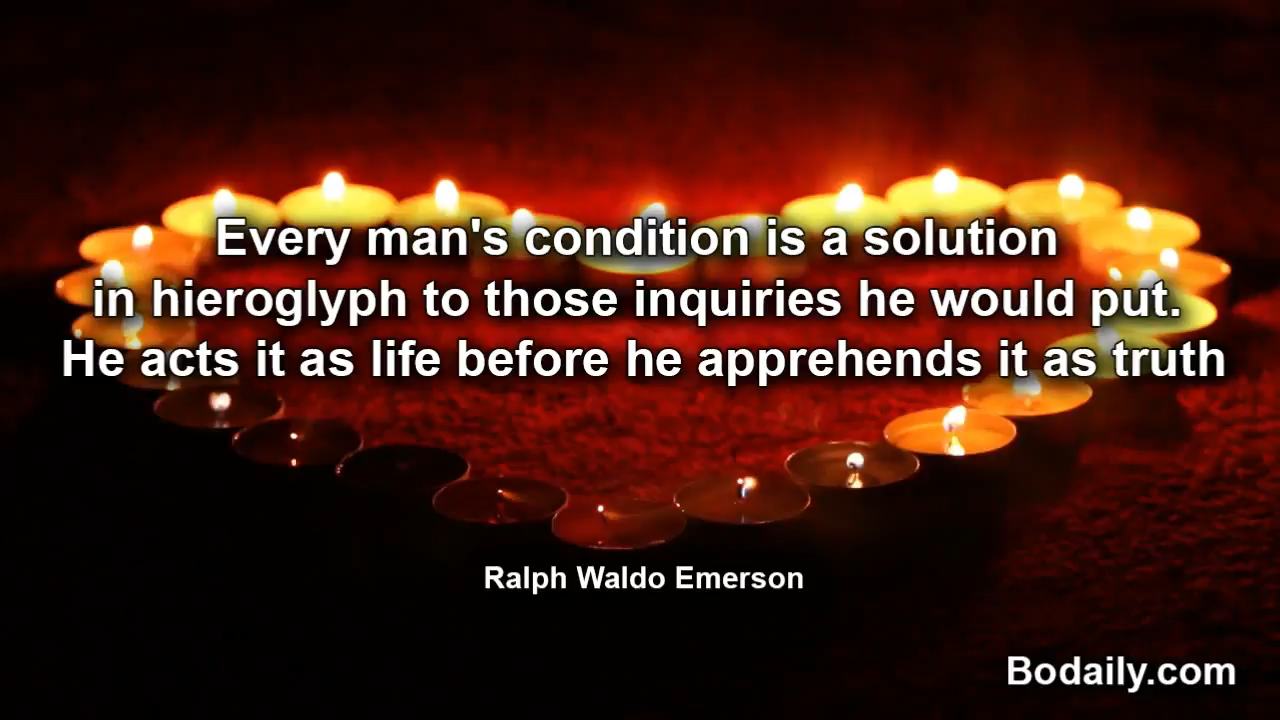 Every man's condition is a solution
in hieroglyph to those inquiries he would put.
He acts it as life before he apprehends it as truth
Ralph Waldo Emerson
Bodaily.com